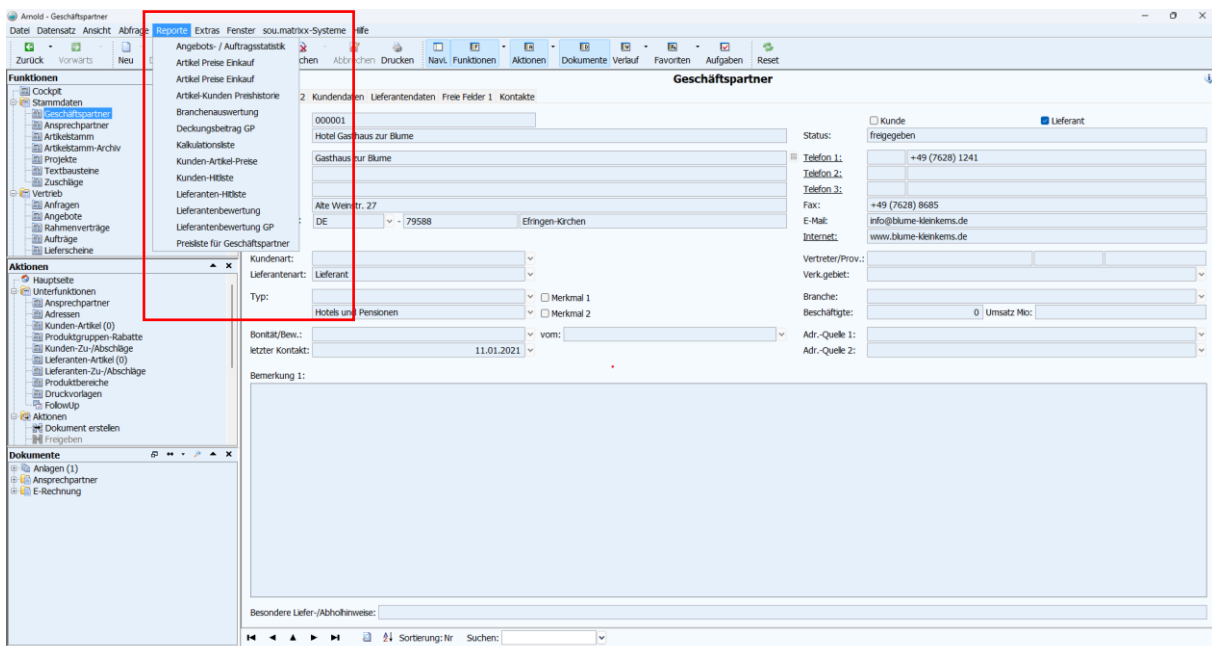 Arnold - Geschäftspartner
Datei Datensatz Ansicht Abfrage Reporte Extras Fenster sou.matrixx-Systeme Hilfe
Zurück Vorwärts Neu Abbrechen Drucken Navi. Funktionen Aktionen Dokumente Verlauf Favoriten Aufgaben Reset
Angebots- / Auftragsstatistik
Artikel Preise Einkauf
Artikel Preise Einkauf
Artikel-Kunden Preishistorie
Branchenauswertung
Deckungsbeitrag GP
Kalkulationsliste
Kunden-Artikel-Preise
Kunden-Hitliste
Lieferanten-Hitliste
Lieferantenbewertung
Lieferantenbewertung GP
Preisliste für Geschäftspartner
Funktionen
Cockpit
Stammdaten
Geschäftspartner
Ansprechpartner
Artikelstamm
Artikelstamm-Archiv
Projekte
Textbausteine
Zuschläge
Vertrieb
Anfragen
Angebote
Rahmenverträge
Aufträge
Lieferscheine
Aktionen
Hauptseite
Unterfunktionen
Ansprechpartner
Adressen
Kunden-Artikel (0)
Produktgruppen-Rabatte
Kunden-Zu-/Abschläge
Lieferanten-Artikel (0)
Lieferanten-Zu-/Abschläge
Produktbereiche
Druckvorlagen
FollowUp
Aktionen
Dokument erstellen
Freigeben
Dokumente
Anlagen (1)
Ansprechpartner
E-Rechnung
Geschäftspartner
2 Kundendaten Lieferantendaten Freie Felder 1 Kontakte
000001 Kunde Lieferant
Hotel Gasthaus zur Blume Status: freigegeben
Gasthaus zur Blume Telefon 1: +49 (7628) 1241
Telefon 2:
Telefon 3:
Alte Weinstr. 27 Fax: +49 (7628) 8685
DE - 79588 Efringen-Kirchen E-Mail: info@blume-kleinkems.de
Internet: www.blume-kleinkems.de
Kundenart: Vertreter/Prov.:
Lieferantenart: Lieferant Verk.gebiet:
Typ: Merkmal 1 Branche:
Hotels und Pensionen Merkmal 2 Beschäftigte: 0 Umsatz Mio:
Bonität/Bew.: vom: Adr.-Quelle 1:
letzter Kontakt: 11.01.2021 Adr.-Quelle 2:
Bemerkung 1:
Besondere Liefer-/Abholhinweise:
Sortierung: Nr Suchen: